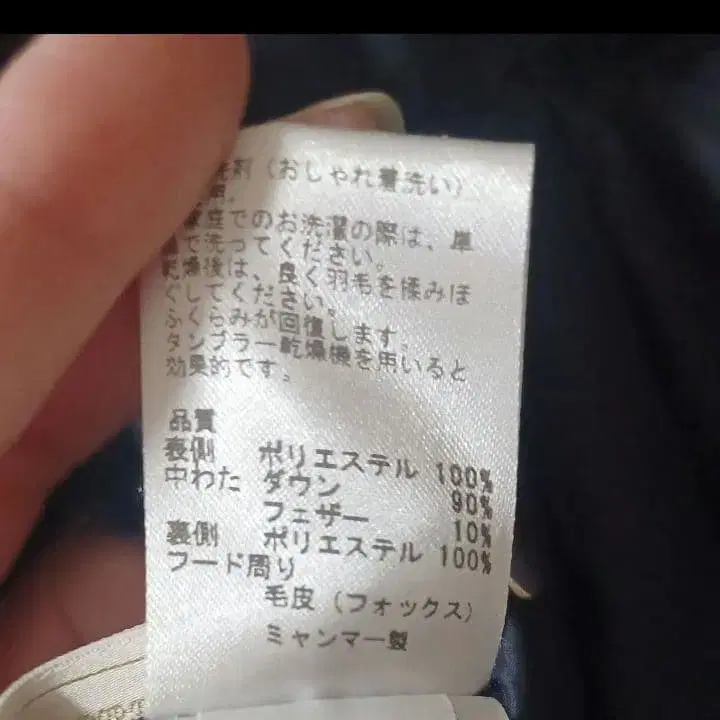 剤（おしゃれ着洗い）
用。
家庭でのお洗濯の際は、単
で洗ってください。
乾燥後は、良く羽毛を揉みほ
ぐしてください。
ふくらみが回復します。
タンブラー乾燥機を用いると
効果的です。
品質
表側 ポリエステル 100%
中わた ダウン 90%
フェザー 10%
裏側 ポリエステル 100%
フード周り
毛皮（フォックス）
ミャンマー製